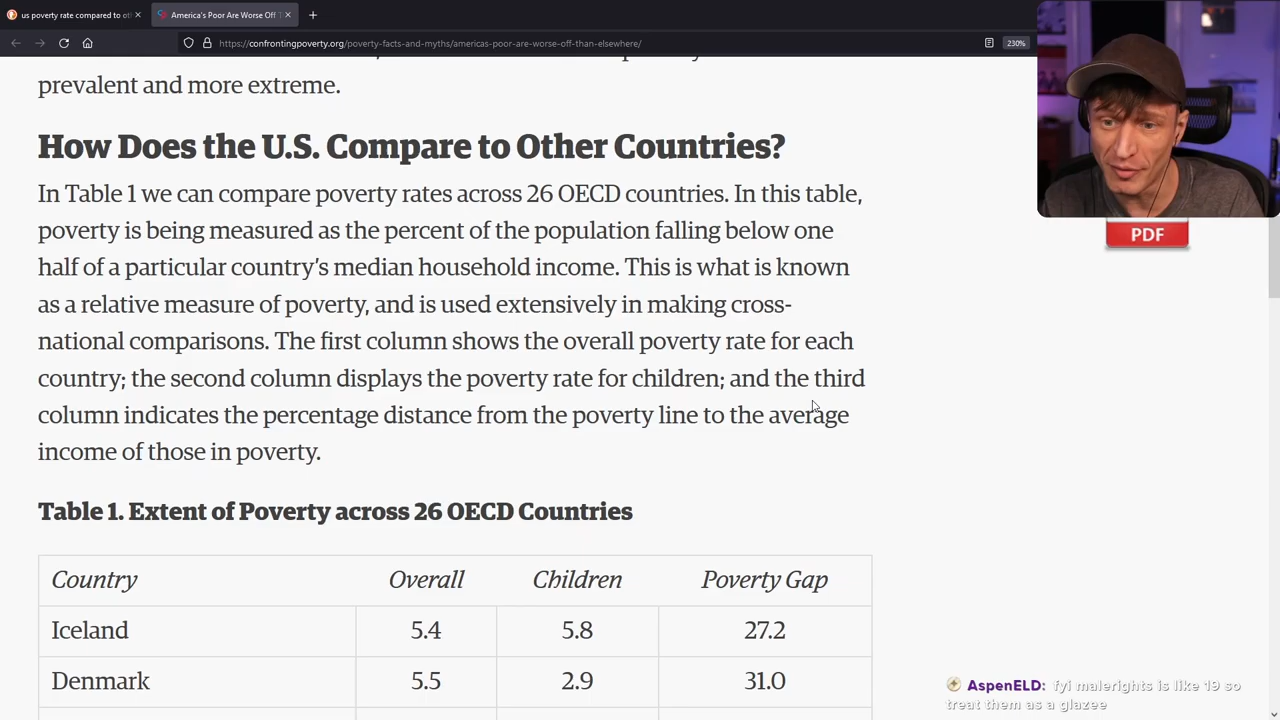 us poverty rate compared to ot
America's Poor Are Worse Off T
https://confrontingpoverty.org/poverty-facts-and-myths/americas-poor-are-worse-off-than-elsewhere/
230%
prevalent and more extreme.
How Does the U.S. Compare to Other Countries?
In Table 1 we can compare poverty rates across 26 OECD countries. In this table,
poverty is being measured as the percent of the population falling below one
half of a particular country’s median household income. This is what is known
as a relative measure of poverty, and is used extensively in making cross-
national comparisons. The first column shows the overall poverty rate for each
country; the second column displays the poverty rate for children; and the third
column indicates the percentage distance from the poverty line to the average
income of those in poverty.
PDF
Table 1. Extent of Poverty across 26 OECD Countries
Country Overall Children Poverty Gap
Iceland 5.4 5.8 27.2
Denmark 5.5 2.9 31.0
AspenELD: fyi malerights is like 19 so
treat them as a glazee